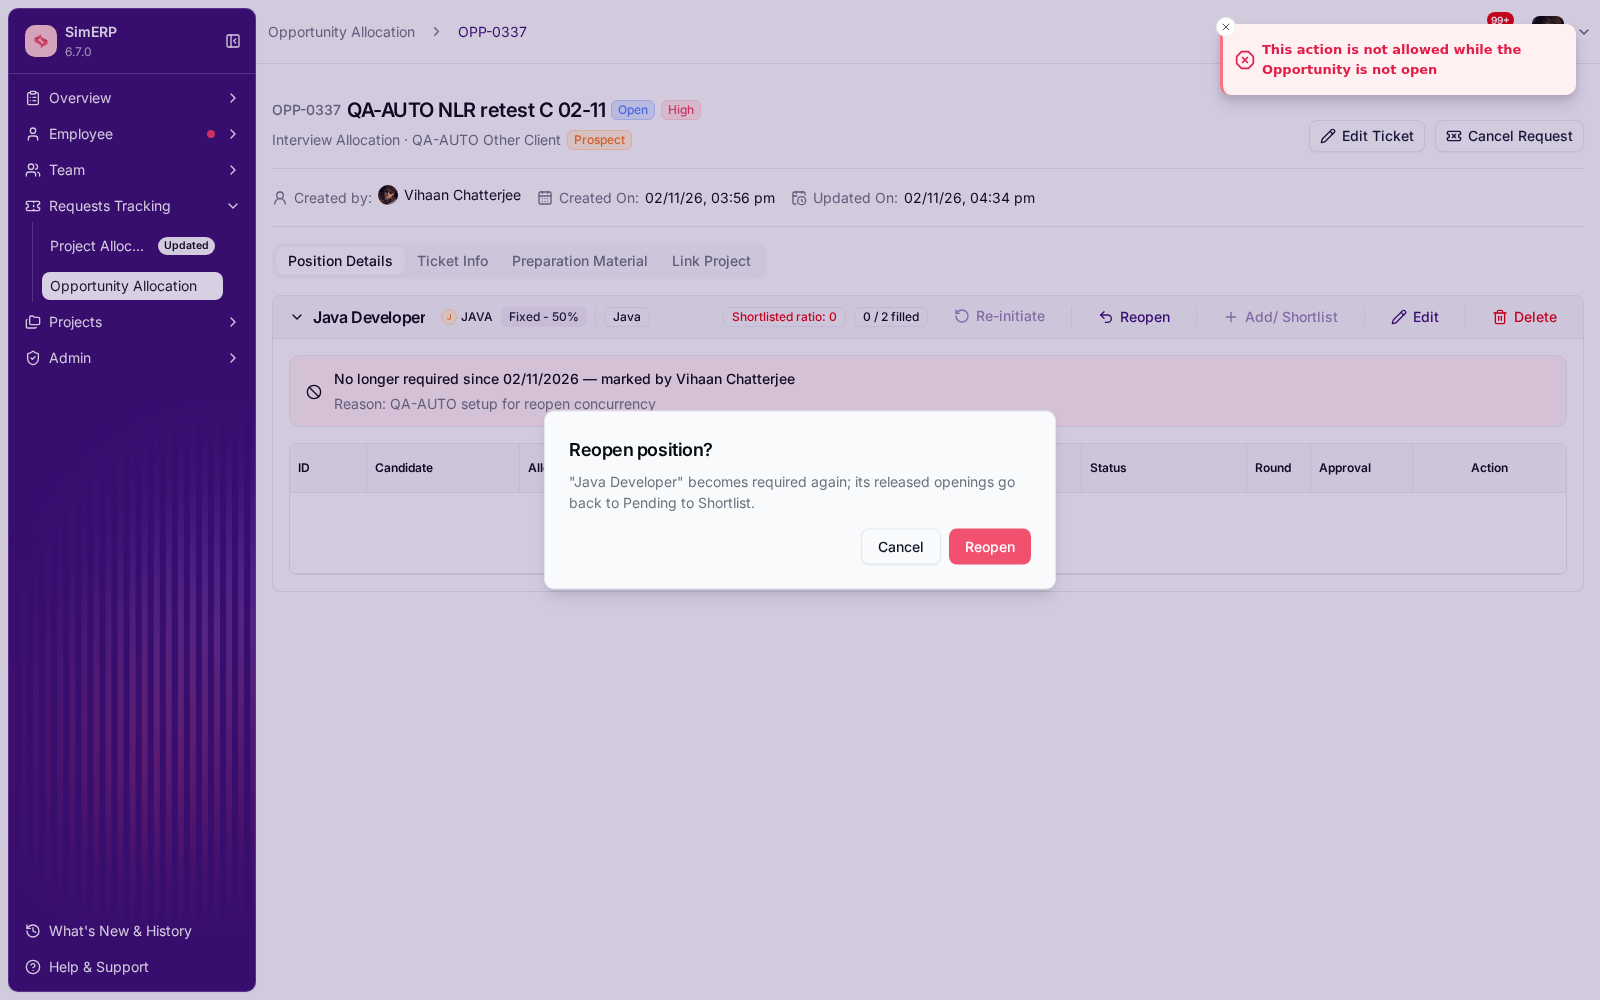 SimERP
6.7.0
Overview
Employee
Team
Requests Tracking
Project Alloc... Updated
Opportunity Allocation
Projects
Admin
What's New & History
Help & Support
Opportunity Allocation > OPP-0337
99+
This action is not allowed while the
Opportunity is not open
OPP-0337 QA-AUTO NLR retest C 02-11 Open High
Interview Allocation · QA-AUTO Other Client Prospect
Edit Ticket Cancel Request
Created by: Vihaan Chatterjee Created On: 02/11/26, 03:56 pm Updated On: 02/11/26, 04:34 pm
Position Details Ticket Info Preparation Material Link Project
Java Developer J JAVA Fixed - 50% Java Shortlisted ratio: 0 0 / 2 filled Re-initiate Reopen Add/ Shortlist Edit Delete
No longer required since 02/11/2026 — marked by Vihaan Chatterjee
Reason: QA-AUTO setup for reopen concurrency
ID Candidate All Status Round Approval Action
Reopen position?
"Java Developer" becomes required again; its released openings go
back to Pending to Shortlist.
Cancel Reopen